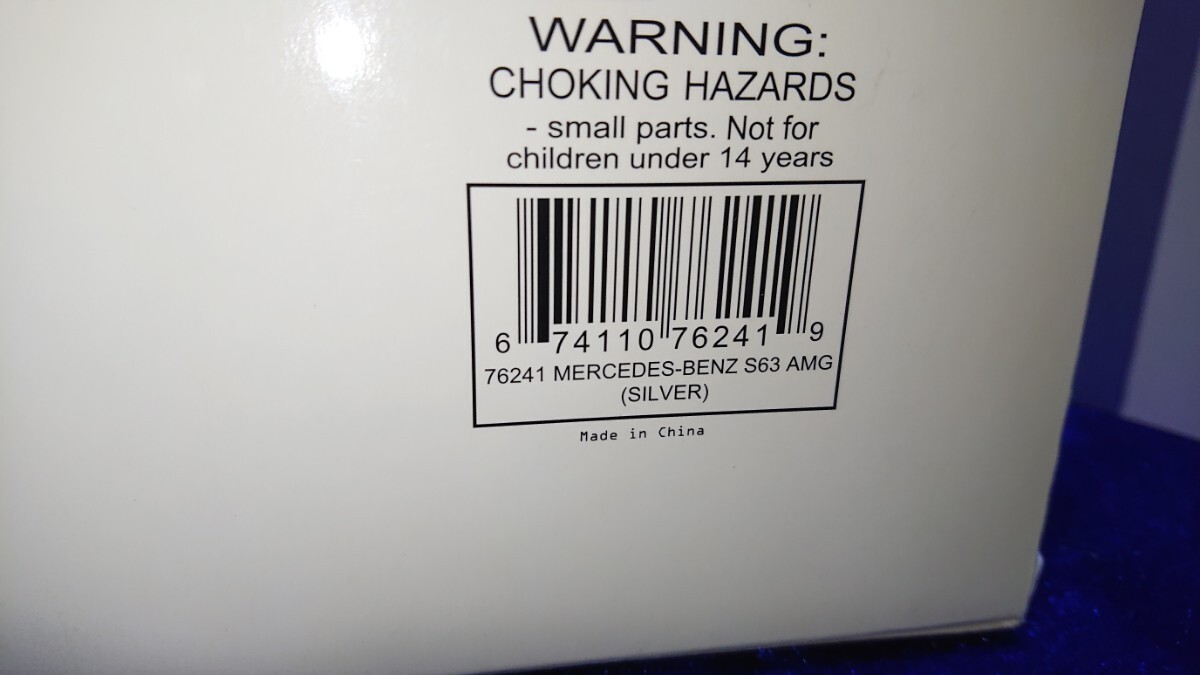 WARNING:
CHOKING HAZARDS
- small parts. Not for
children under 14 years
6 74110 76241 9
76241 MERCEDES-BENZ S63 AMG
(SILVER)
Made in China